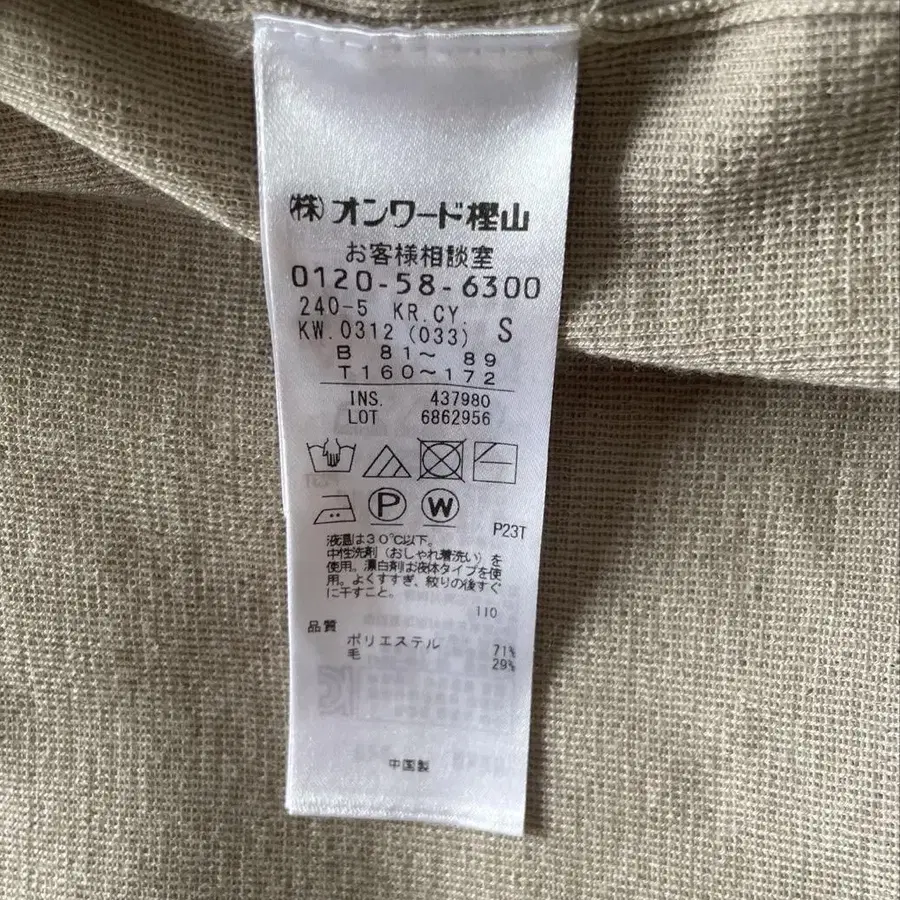 ㈱オンワード樫山
お客様相談室
0120-58-6300
240-5 KR.CY.
KW.0312 (033) S
B 81〜 89
T160〜172
INS. 437980
LOT 6862956
P W
P23T
液温は30℃以下。
中性洗剤(おしゃれ着洗い)を
使用。漂白剤は液体タイプを使
用。よくすすぎ、絞りの後すぐ
に干すこと。
110
品質
ポリエステル 71%
毛 29%
中国製